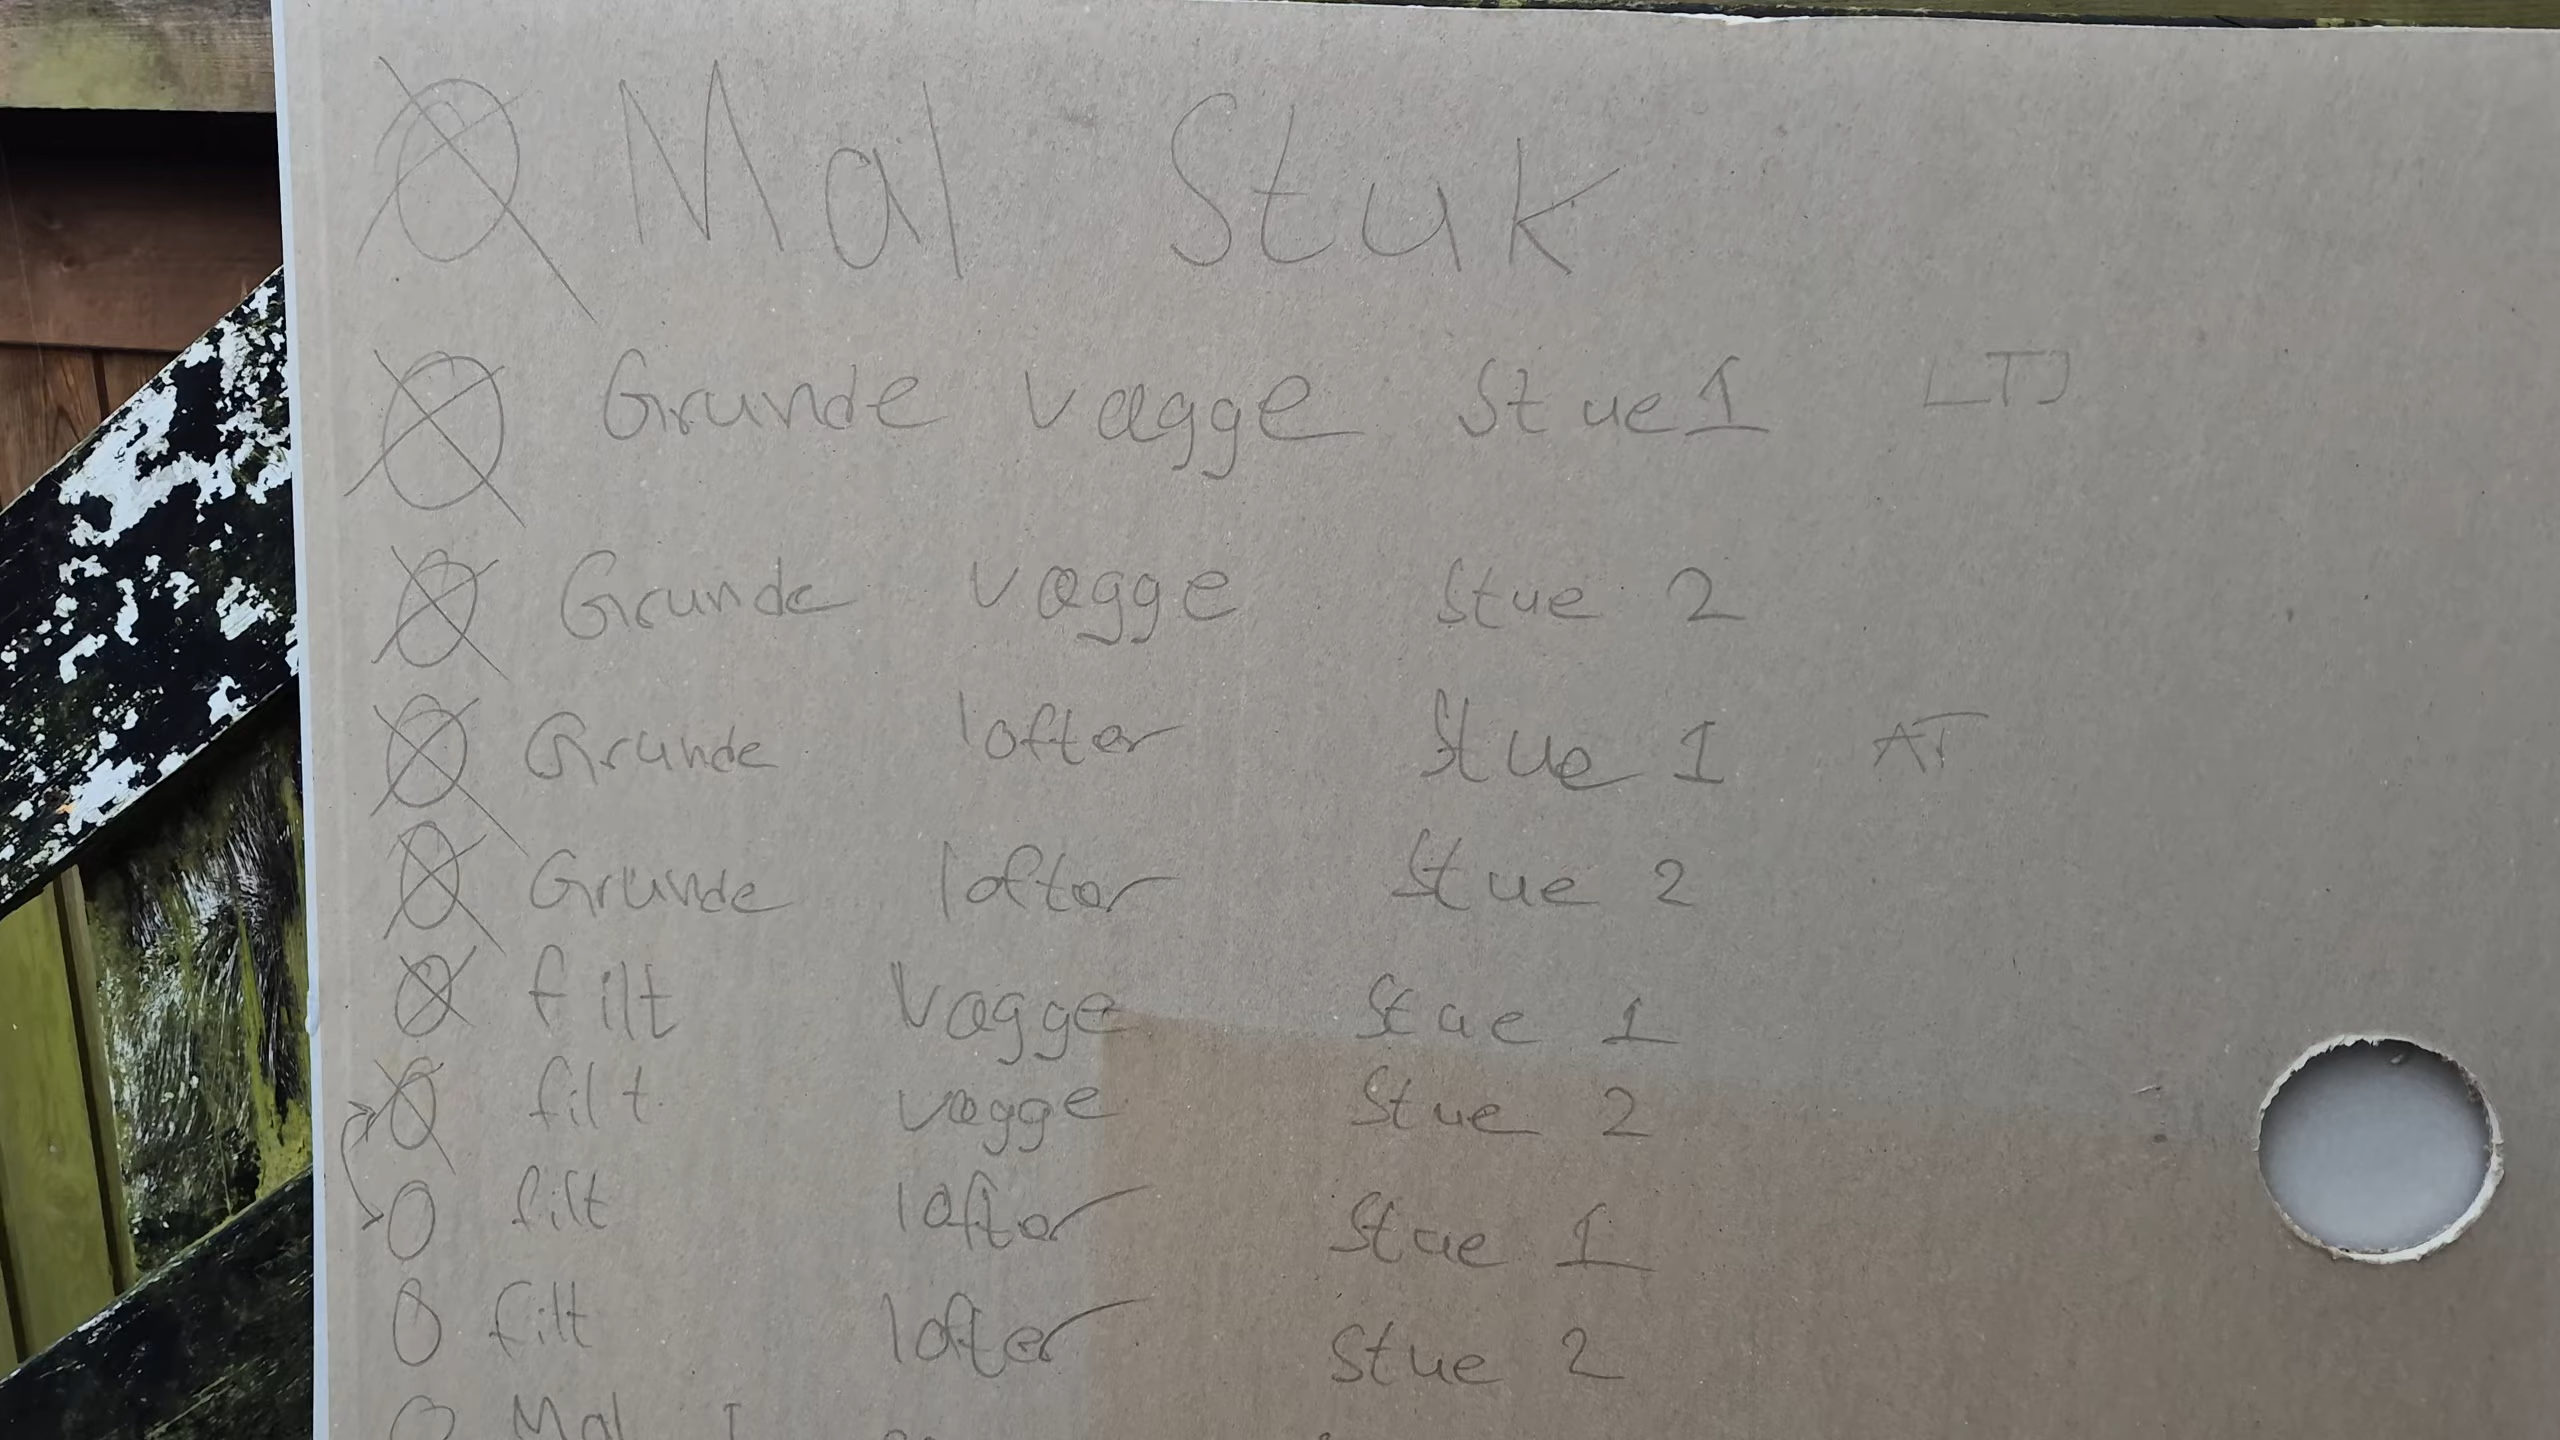 Mal Stuk
Grunde vægge Stue 1 LTJ
Grunde vægge Stue 2
Grunde lofter Stue 1 AT
Grunde lofter Stue 2
filt Vægge Stue 1
filt vægge Stue 2
filt lofter Stue 1
filt lofter Stue 2
Mal